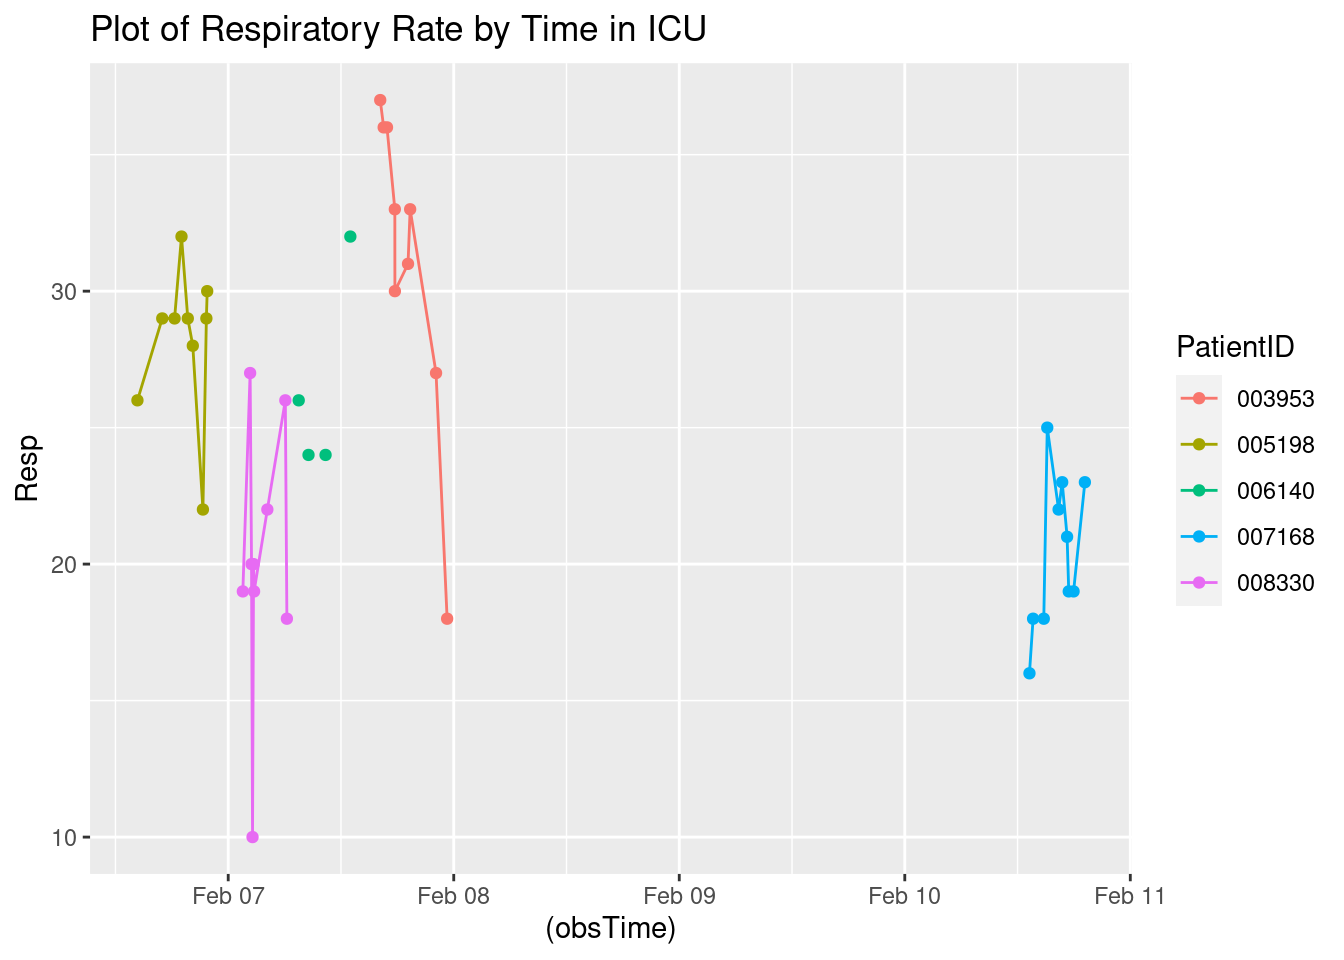 Plot of Respiratory Rate by Time in ICU
Resp
30
20
10
Feb 07
Feb 08
Feb 09
Feb 10
Feb 11
(obsTime)
PatientID
003953
005198
006140
007168
008330